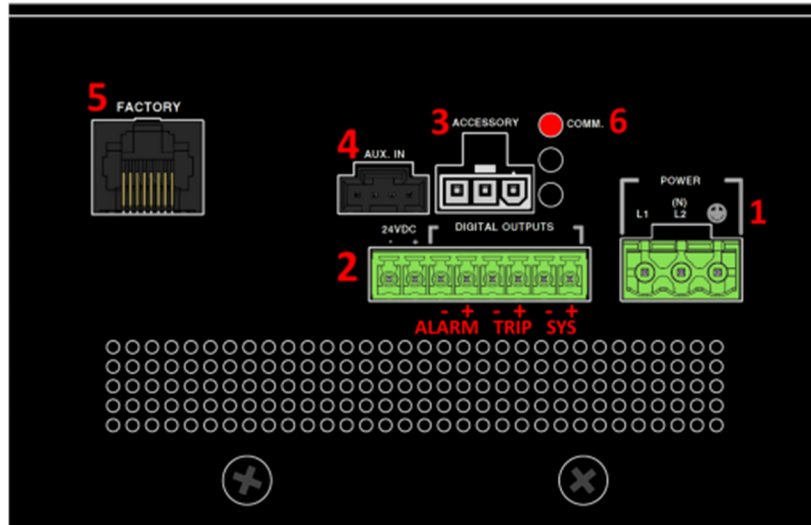 5 FACTORY
3 ACCESSORY
COMM. 6
4 AUX. IN
POWER
L1
(N)
L2
1
24VDC
- +
DIGITAL OUTPUTS
2
- + - + - +
ALARM TRIP SYS